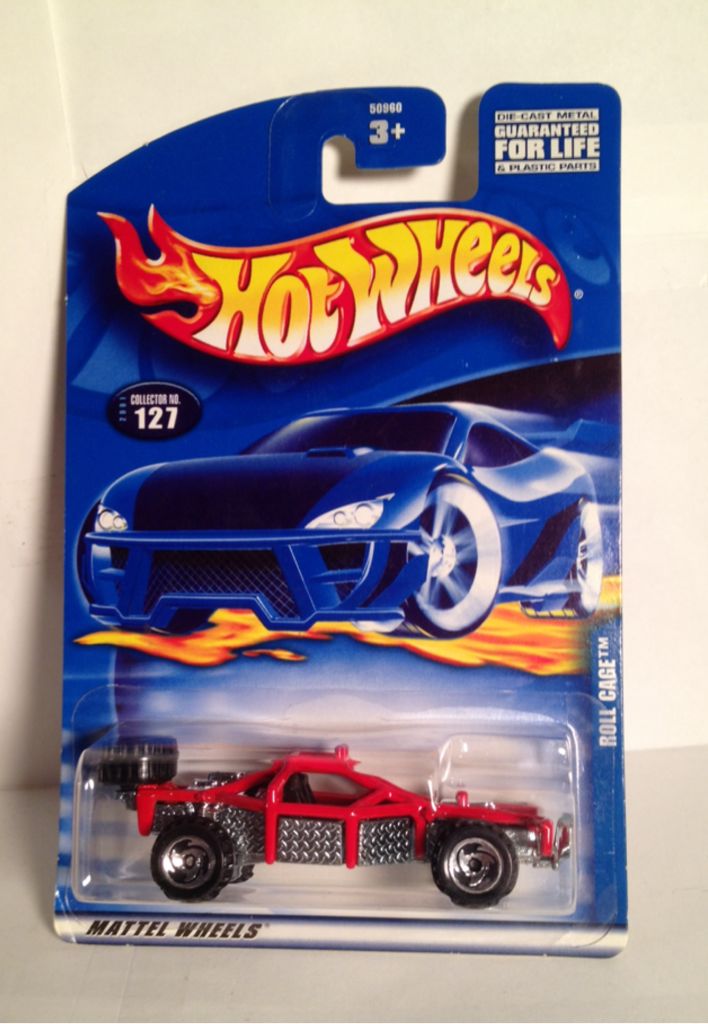 50960
3+
DIE-CAST METAL
GUARANTEED
FOR LIFE
& PLASTIC PARTS
HOT WHEELS®
2001
COLLECTOR NO.
127
ROLL CAGE™
MATTEL WHEELS®